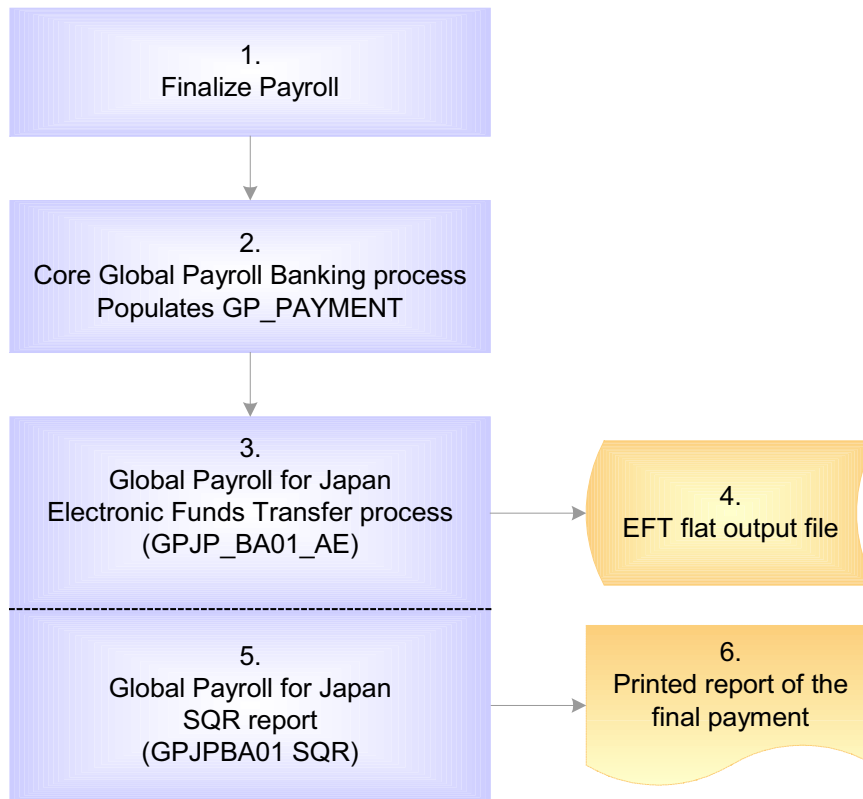 1.
Finalize Payroll
2.
Core Global Payroll Banking process
Populates GP_PAYMENT
3.
Global Payroll for Japan
Electronic Funds Transfer process
(GPJP_BA01_AE)
4.
EFT flat output file
5.
Global Payroll for Japan
SQR report
(GPJPBA01 SQR)
6.
Printed report of the
final payment